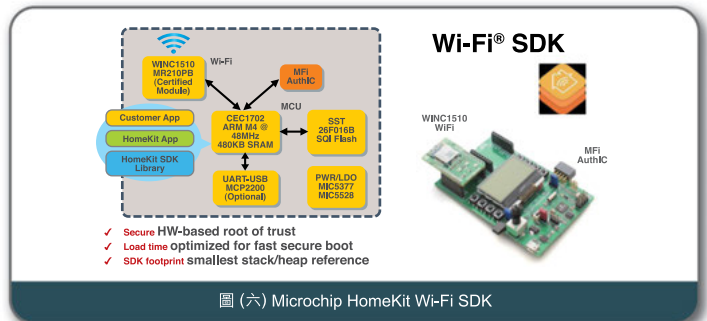 Wi-Fi® SDK
WINC1510
MR210PB
(Certified
Module)
Wi-Fi
MFi
AuthIC
MCU
Customer App
HomeKit App
HomeKit SDK
Library
CEC1702
ARM M4 @
48MHz
480KB SRAM
SST
26F016B
SQI Flash
UART-USB
MCP2200
(Optional)
PWR/LDO
MIC5377
MIC5528
WINC1510
WiFi
MFi
AuthIC
✓ Secure HW-based root of trust
✓ Load time optimized for fast secure boot
✓ SDK footprint smallest stack/heap reference
圖 (六) Microchip HomeKit Wi-Fi SDK